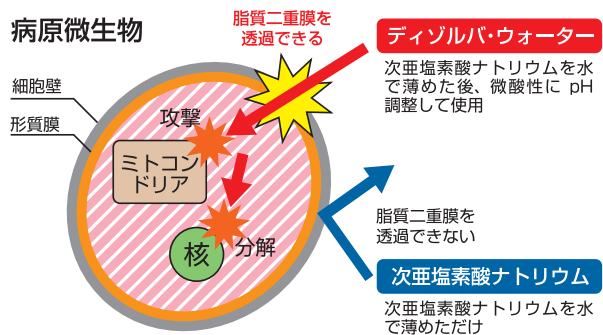 病原微生物
脂質二重膜を
透過できる
ディゾルバ・ウォーター
次亜塩素酸ナトリウムを水
で薄めた後、微酸性に pH
調整して使用
細胞壁
形質膜
攻撃
ミトコン
ドリア
核
分解
脂質二重膜を
透過できない
次亜塩素酸ナトリウム
次亜塩素酸ナトリウムを水
で薄めただけ